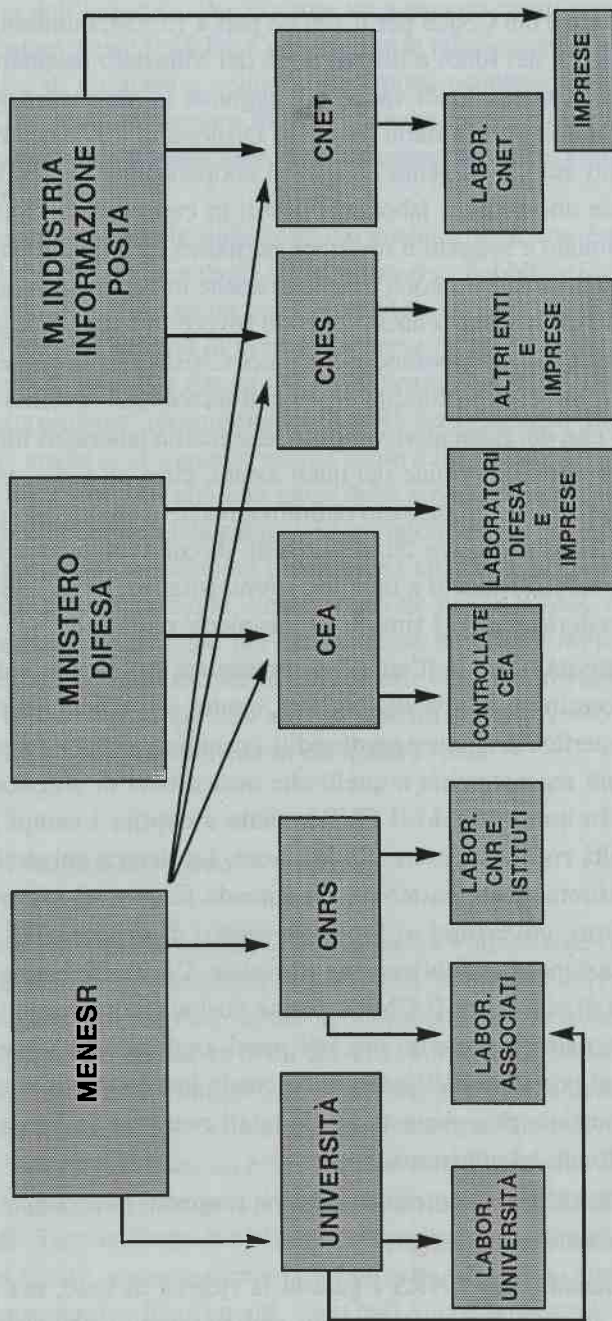 MENESR
MINISTERO
DIFESA
M. INDUSTRIA
INFORMAZIONE
POSTA
UNIVERSITÀ
CNRS
CEA
CNES
CNET
LABOR.
UNIVERSITÀ
LABOR.
ASSOCIATI
LABOR.
CNR E
ISTITUTI
CONTROLLATE
CEA
LABORATORI
DIFESA
E
IMPRESE
ALTRI ENTI
E
IMPRESE
LABOR.
CNET
IMPRESE